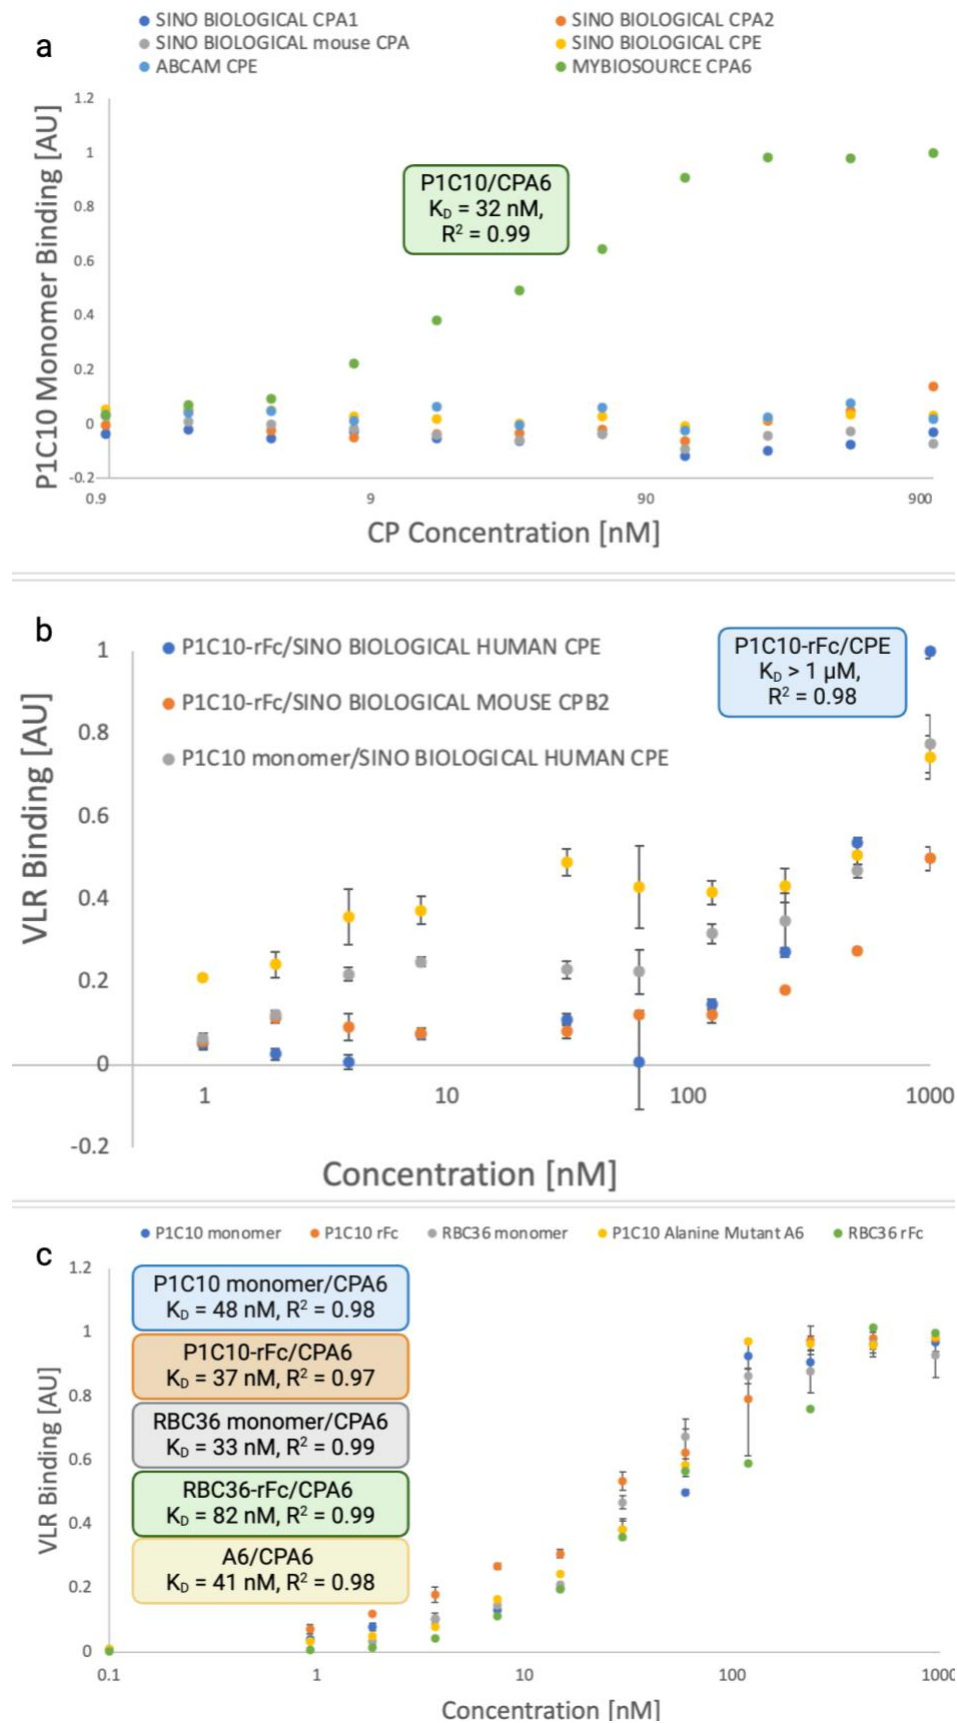 a
SINO BIOLOGICAL CPA1
SINO BIOLOGICAL CPA2
SINO BIOLOGICAL mouse CPA
SINO BIOLOGICAL CPE
ABCAM CPE
MYBIOSOURCE CPA6
P1C10 Monomer Binding [AU]
1.2
1
0.8
0.6
0.4
0.2
0
-0.2
P1C10/CPA6
K_D = 32 nM,
R² = 0.99
0.9
9
90
900
CP Concentration [nM]
b
P1C10-rFc/SINO BIOLOGICAL HUMAN CPE
P1C10-rFc/SINO BIOLOGICAL MOUSE CPB2
P1C10 monomer/SINO BIOLOGICAL HUMAN CPE
P1C10-rFc/CPE
K_D > 1 µM,
R² = 0.98
VLR Binding [AU]
1
0.8
0.6
0.4
0.2
0
-0.2
1
10
100
1000
Concentration [nM]
c
P1C10 monomer
P1C10 rFc
RBC36 monomer
P1C10 Alanine Mutant A6
RBC36 rFc
VLR Binding [AU]
1.2
1
0.8
0.6
0.4
0.2
0
P1C10 monomer/CPA6
K_D = 48 nM, R² = 0.98
P1C10-rFc/CPA6
K_D = 37 nM, R² = 0.97
RBC36 monomer/CPA6
K_D = 33 nM, R² = 0.99
RBC36-rFc/CPA6
K_D = 82 nM, R² = 0.99
A6/CPA6
K_D = 41 nM, R² = 0.98
0.1
1
10
100
1000
Concentration [nM]